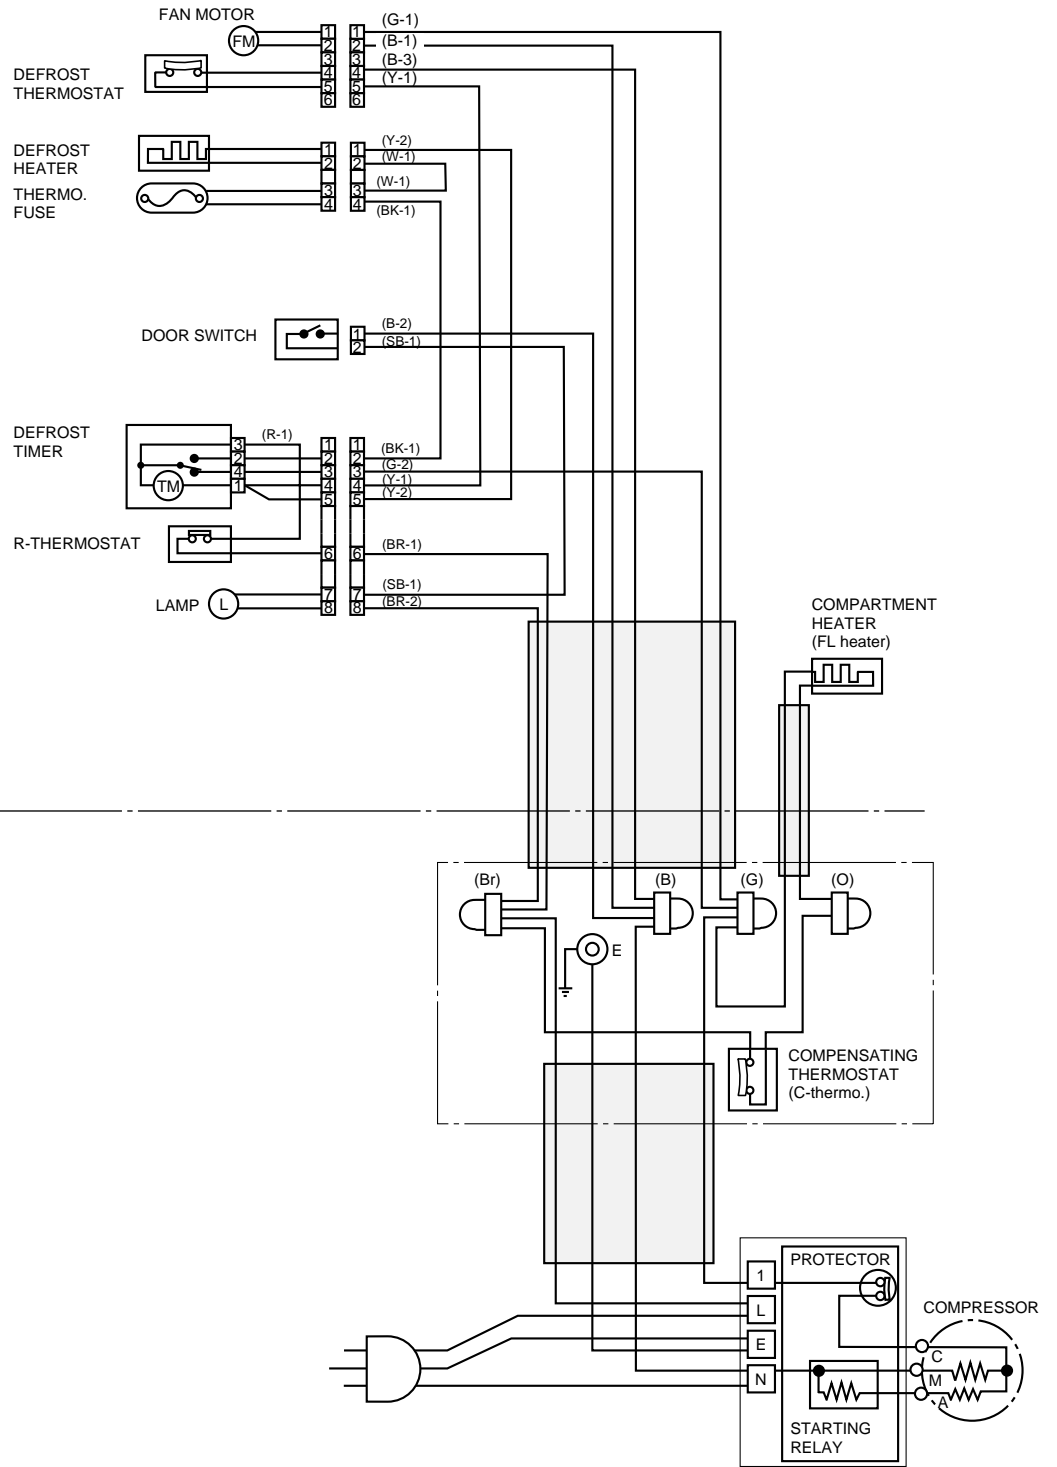 FAN MOTOR
FM
1
2
3
4
5
6
1
2
3
4
5
6
(G-1)
(B-1)
(B-3)
(Y-1)
DEFROST
THERMOSTAT
DEFROST
HEATER
1
2
3
4
1
2
3
4
(Y-2)
(W-1)
(W-1)
(BK-1)
THERMO.
FUSE
DOOR SWITCH
1
2
(B-2)
(SB-1)
DEFROST
TIMER
TM
3
2
4
1
(R-1)
1
2
3
4
5
6
7
8
1
2
3
4
5
6
7
8
(BK-1)
(G-2)
(Y-1)
(Y-2)
R-THERMOSTAT
(BR-1)
LAMP
L
(SB-1)
(BR-2)
COMPARTMENT
HEATER
(FL heater)
(Br)
(B)
(G)
(O)
E
COMPENSATING
THERMOSTAT
(C-thermo.)
1
L
E
N
PROTECTOR
COMPRESSOR
C
M
A
STARTING
RELAY